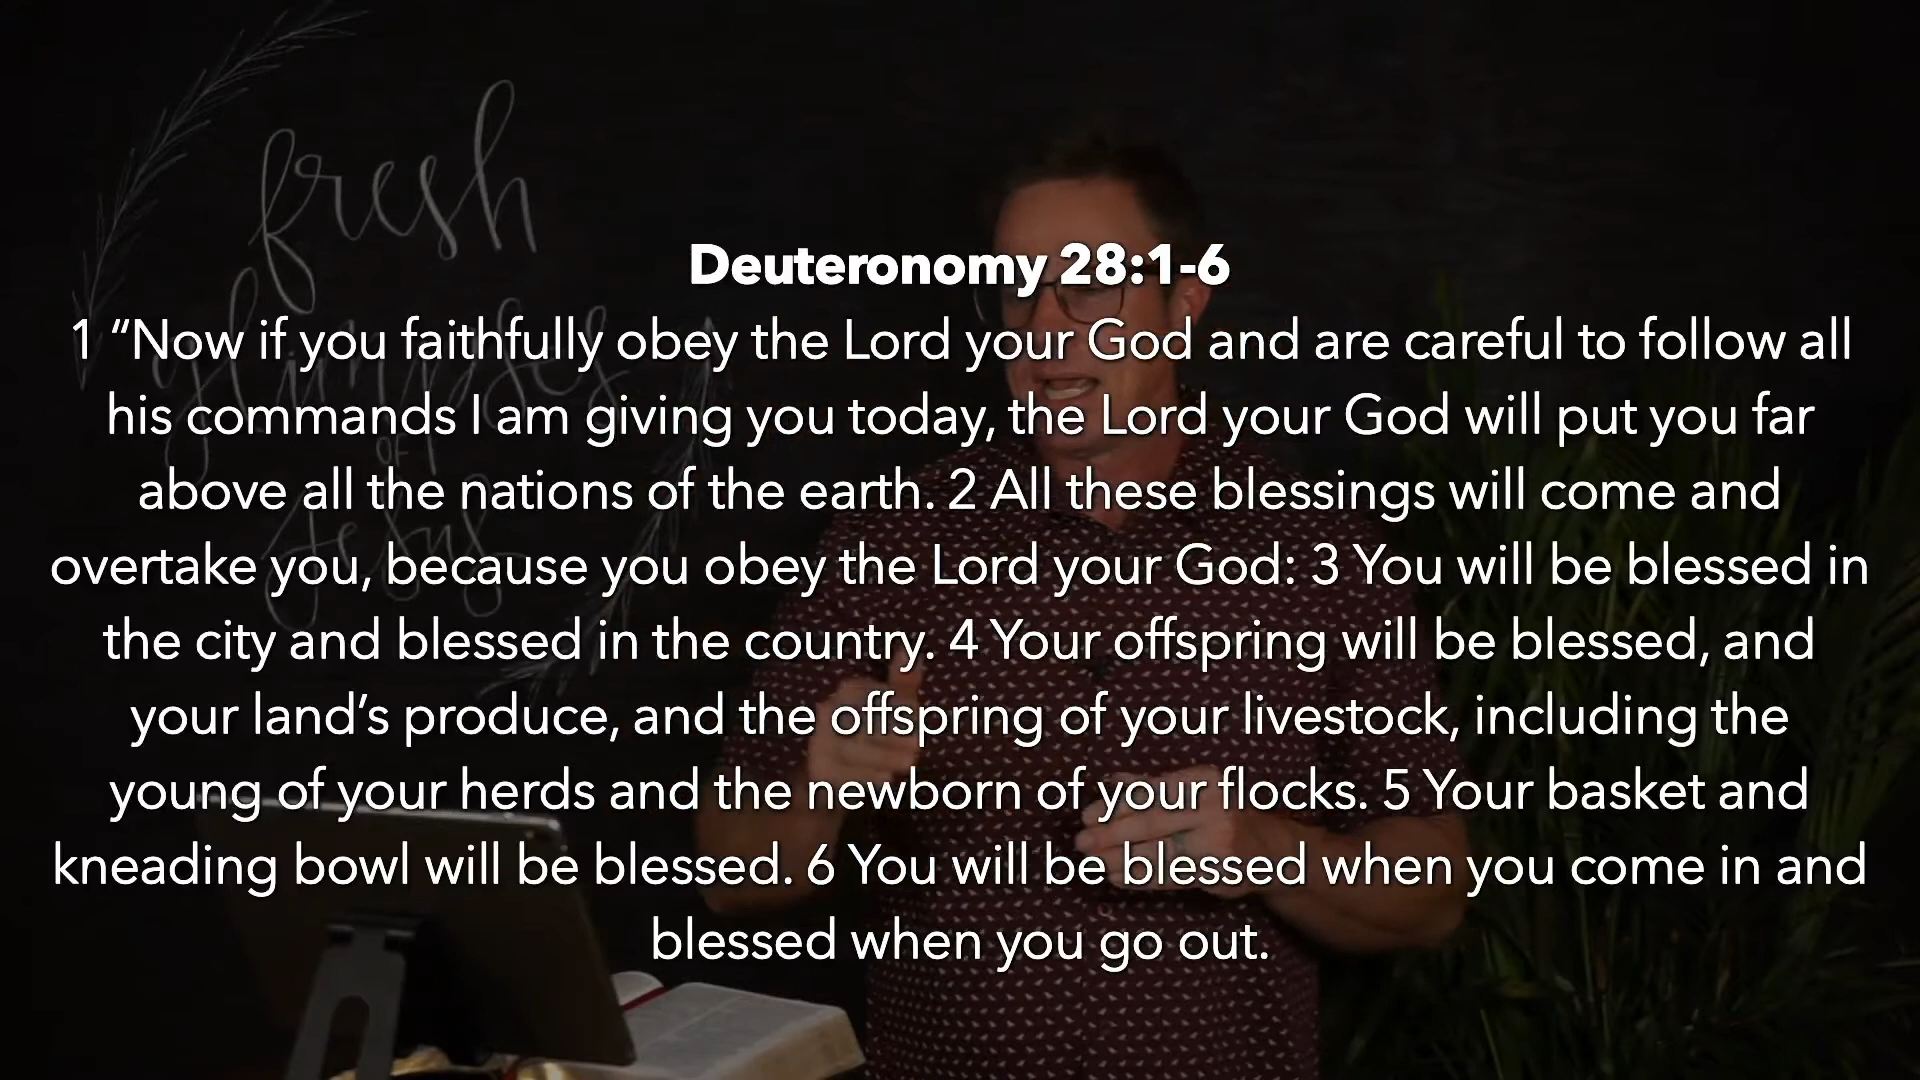 fresh
glimpses
OF
Jesus
Deuteronomy 28:1-6
1 “Now if you faithfully obey the Lord your God and are careful to follow all
his commands I am giving you today, the Lord your God will put you far
above all the nations of the earth. 2 All these blessings will come and
overtake you, because you obey the Lord your God: 3 You will be blessed in
the city and blessed in the country. 4 Your offspring will be blessed, and
your land’s produce, and the offspring of your livestock, including the
young of your herds and the newborn of your flocks. 5 Your basket and
kneading bowl will be blessed. 6 You will be blessed when you come in and
blessed when you go out.